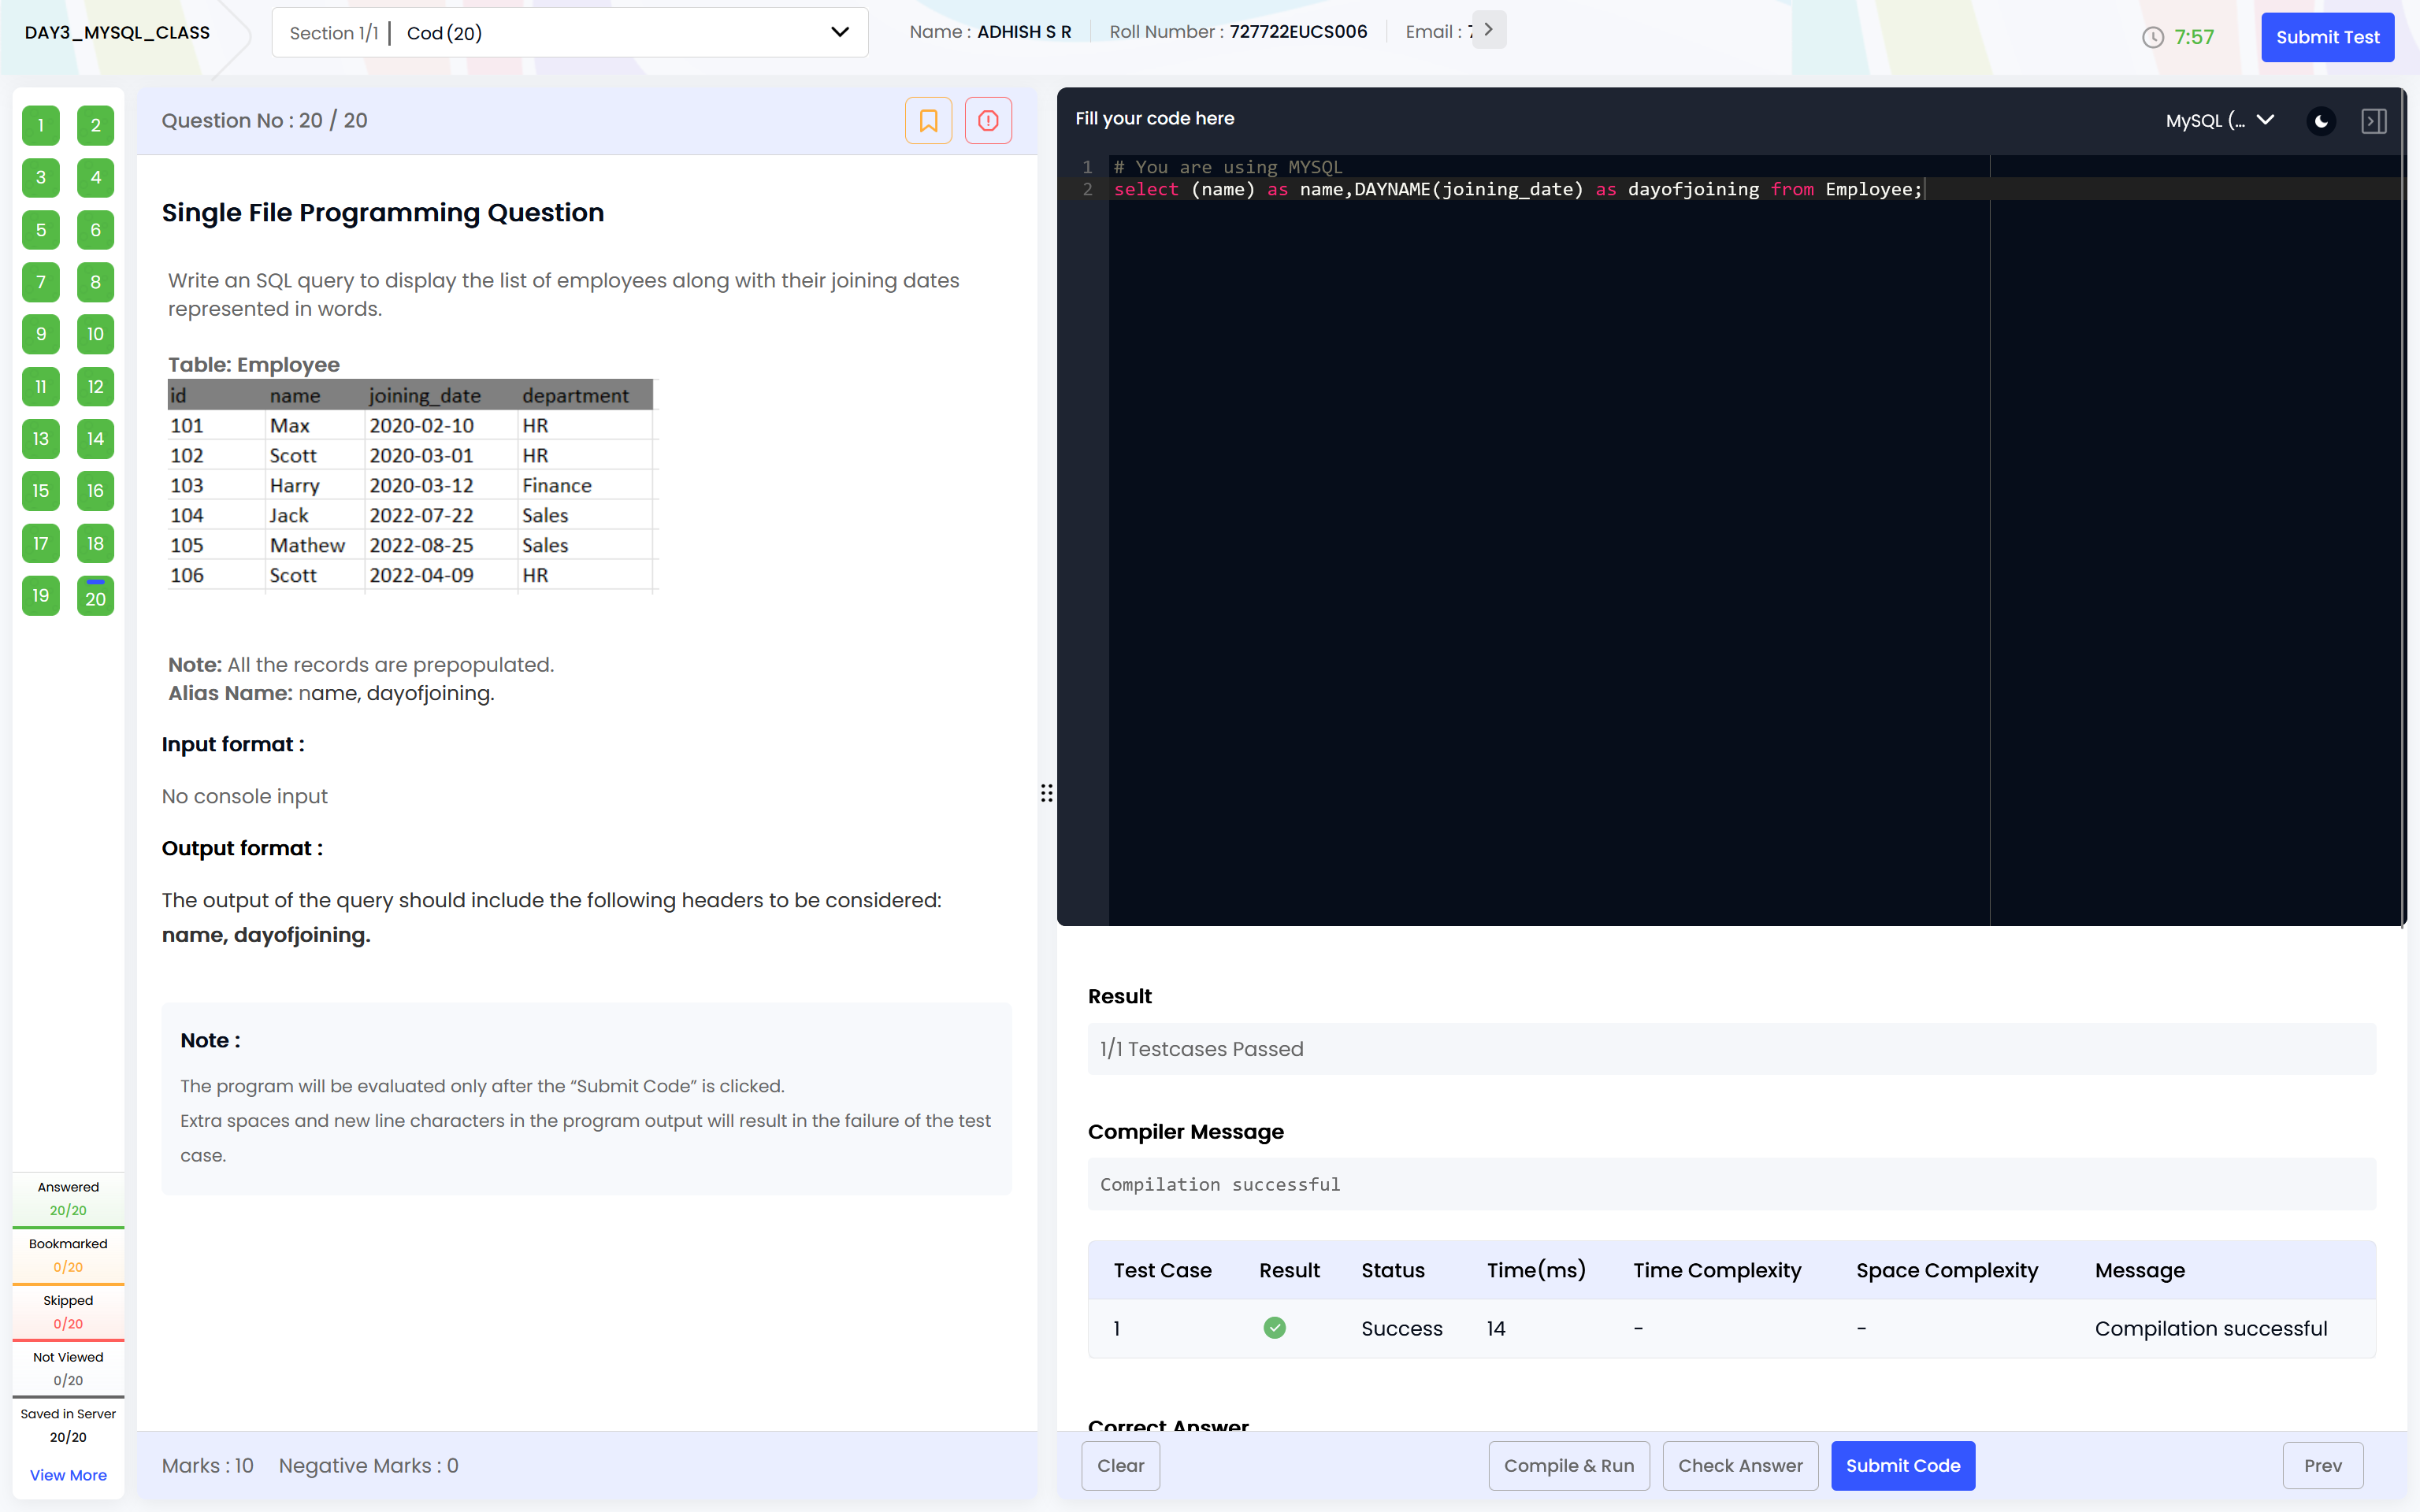 DAY3_MYSQL_CLASS
Section 1/1 | Cod (20)
Name : ADHISH S R
Roll Number : 727722EUCS006
Email :
7:57
Submit Test
1 2
3 4
5 6
7 8
9 10
11 12
13 14
15 16
17 18
19 20
Answered
20/20
Bookmarked
0/20
Skipped
0/20
Not Viewed
0/20
Saved in Server
20/20
View More
Question No : 20 / 20
Single File Programming Question
Write an SQL query to display the list of employees along with their joining dates
represented in words.
Table: Employee
id name joining_date department
101 Max 2020-02-10 HR
102 Scott 2020-03-01 HR
103 Harry 2020-03-12 Finance
104 Jack 2022-07-22 Sales
105 Mathew 2022-08-25 Sales
106 Scott 2022-04-09 HR
Note: All the records are prepopulated.
Alias Name: name, dayofjoining.
Input format :
No console input
Output format :
The output of the query should include the following headers to be considered:
name, dayofjoining.
Note :
The program will be evaluated only after the “Submit Code” is clicked.
Extra spaces and new line characters in the program output will result in the failure of the test
case.
Marks : 10 Negative Marks : 0
Fill your code here
MySQL (...
1 # You are using MYSQL
2 select (name) as name,DAYNAME(joining_date) as dayofjoining from Employee;
Result
1/1 Testcases Passed
Compiler Message
Compilation successful
Test Case Result Status Time(ms) Time Complexity Space Complexity Message
1 Success 14 - - Compilation successful
Correct Answer
Clear
Compile & Run
Check Answer
Submit Code
Prev